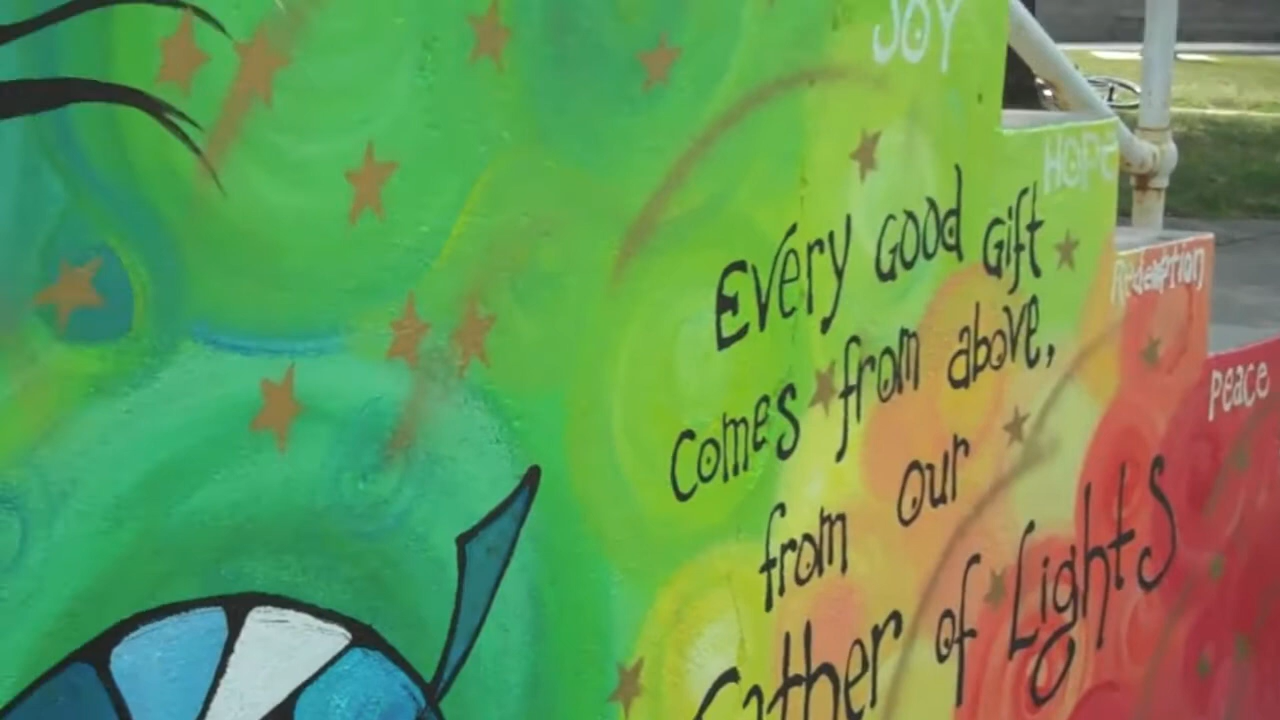 JOY
HOPE
Redemption
Peace
Every Good Gift
comes from above,
from our
father of Lights